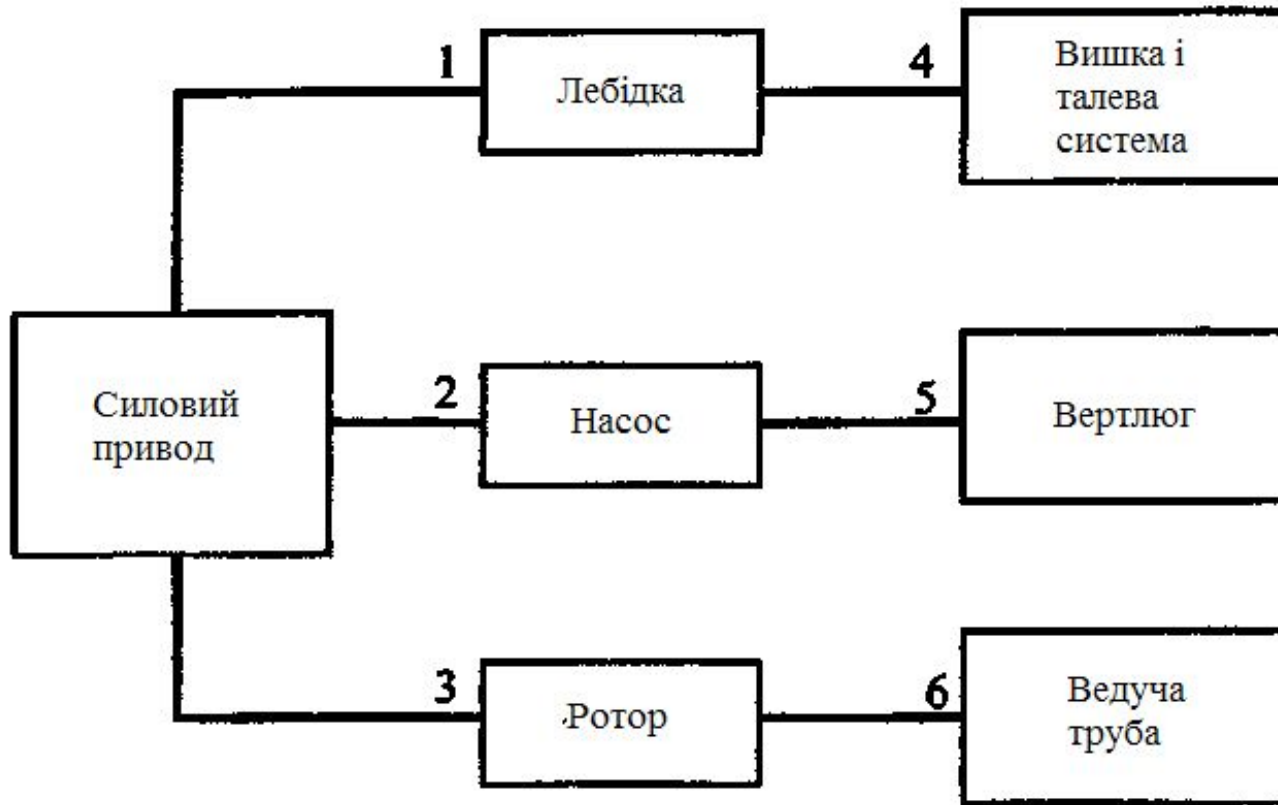 1
Лебідка
4
Вишка і
талева
система
Силовий
привод
2
Насос
5
Вертлюг
3
Ротор
6
Ведуча
труба